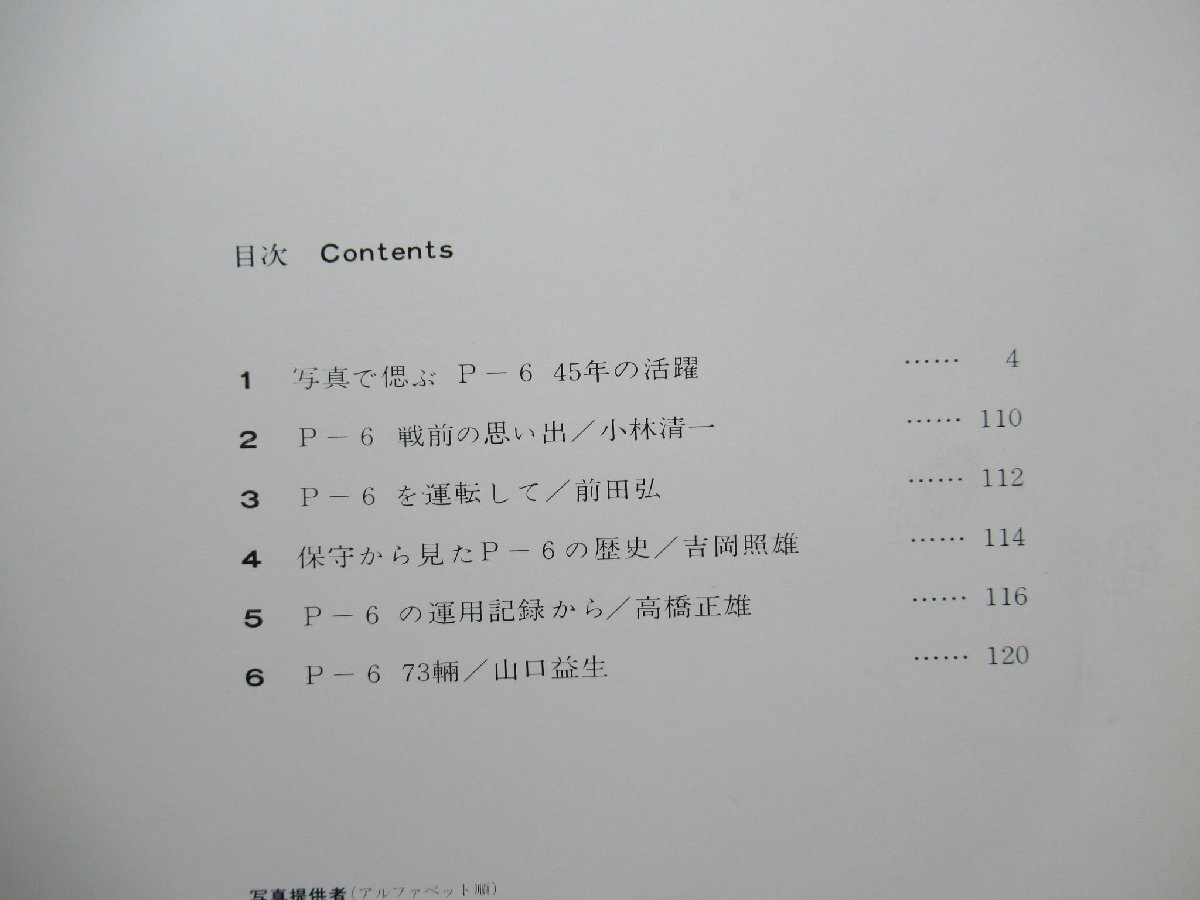 目次 Contents
1 写真で偲ぶ P-6 45年の活躍 …… 4
2 P-6 戦前の思い出/小林清一 …… 110
3 P-6 を運転して/前田弘 …… 112
4 保守から見たP-6の歴史/吉岡照雄 …… 114
5 P-6 の運用記録から/高橋正雄 …… 116
6 P-6 73輛/山口益生 …… 120
写真提供者(アルファベット順)